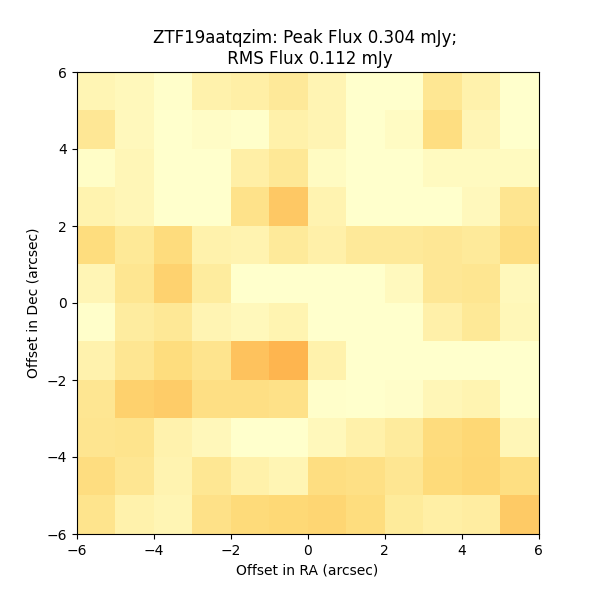 ZTF19aatqzim: Peak Flux 0.304 mJy;
RMS Flux 0.112 mJy
6
4
2
0
−2
−4
−6
Offset in Dec (arcsec)
−6 −4 −2 0 2 4 6
Offset in RA (arcsec)